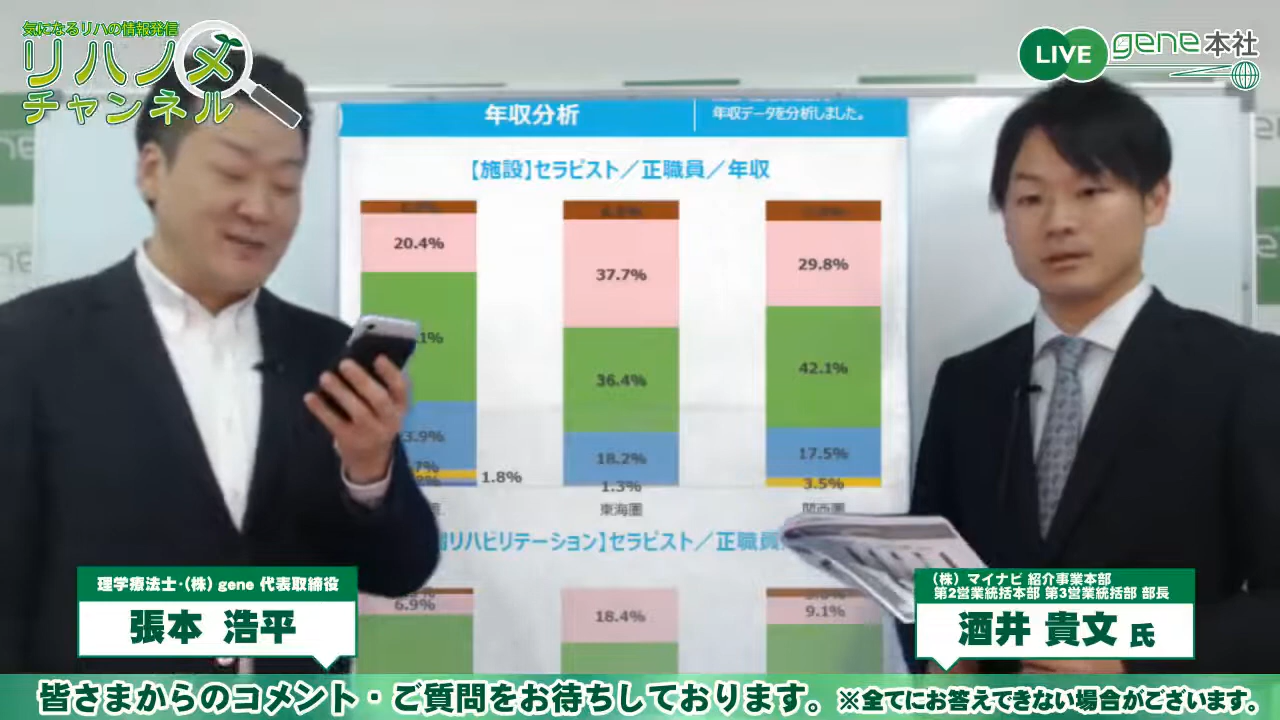 気になるリハの情報発信
リハノメ
チャンネル
LIVE
gene本社
年収分析
年収データを分析しました。
【施設】セラピスト／正職員／年収
20.4%
37.7%
29.8%
.1%
36.4%
42.1%
3.9%
18.2%
17.5%
1.8%
1.3%
3.5%
東海圏
関西圏
リハビリテーション】セラピスト／正職員
6.9%
18.4%
9.1%
理学療法士・(株) gene 代表取締役
張本 浩平
(株) マイナビ 紹介事業本部
第2営業統括本部 第3営業統括部 部長
酒井 貴文 氏
皆さまからのコメント・ご質問をお待ちしております。※全てにお答えできない場合がございます。